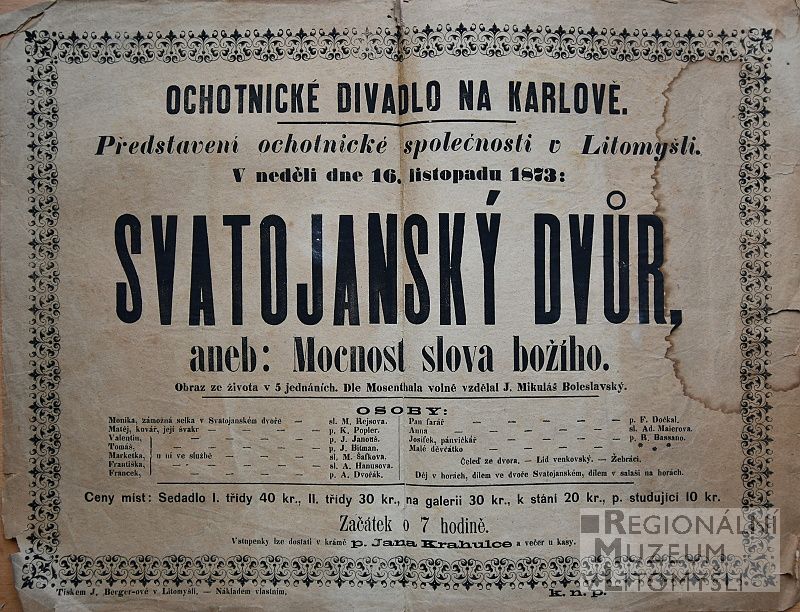 OCHOTNICKÉ DIVADLO NA KARLOVĚ.
Představení ochotnické společnosti v Litomyšli.
V neděli dne 16. listopadu 1873:
SVATOJANSKÝ DVŮR,
aneb: Mocnost slova božího.
Obraz ze života v 5 jednáních. Dle Mosenthala volně vzdělal J. Mikuláš Boleslavský.
OSOBY:
Monika, zámožná selka v Svatojanském dvoře — sl. M. Rejsova.
Matěj, kovář, její švakr — — — — — p. K. Popler.
Valentin, p. J. Janotů.
Tomáš, p. J. Bitman.
Marketka, u ní ve službě — — — — sl. M. Šafkova.
Františka, sl. A. Hanusova.
Francek, p. A. Dvořák.
Pan farář — — — — — — — p. F. Dočkal.
Anna — — — — — — — sl. Ad. Maierova.
Josífek, pánvičkář — — — — — p. R. Bassano.
Malé děvčátko — — — — — * * *
Čeleď ze dvora. — Lid venkovský. — Žebráci.
Děj v horách, dílem ve dvoře Svatojanském, dílem v salaši na horách.
Ceny míst: Sedadlo I. třídy 40 kr., II. třídy 30 kr., na galerii 30 kr., k stání 20 kr., p. studující 10 kr.
Začátek o 7 hodině.
Vstupenky lze dostati v krámě p. Jana Krahulce a večer u kasy.
Tiskem J. Berger-ové v Litomyšli. — Nákladem vlastním.
k. n. p.
REGIONÁLNÍ
MUZEUM
V LITOMYŠLI